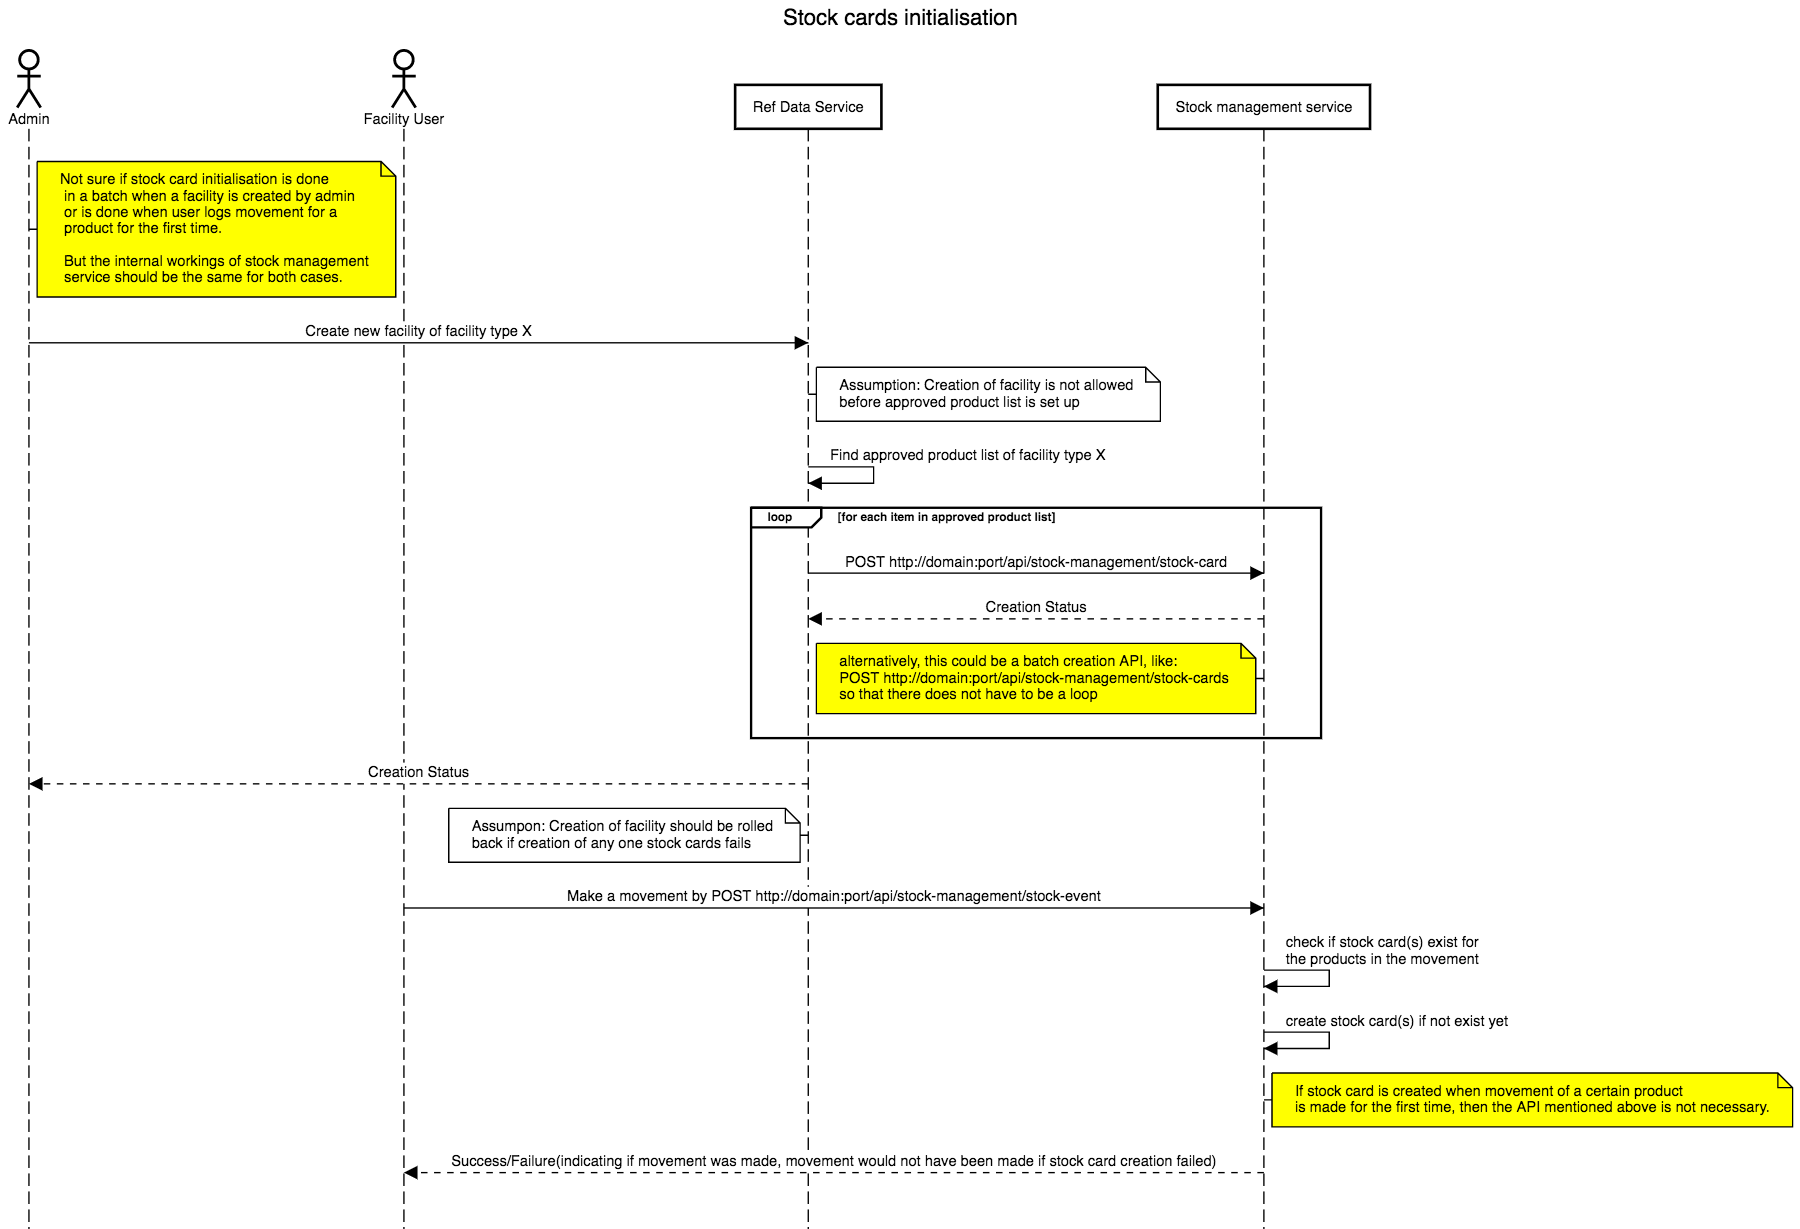 Stock cards initialisation
Admin
Facility User
Ref Data Service
Stock management service
Not sure if stock card initialisation is done
in a batch when a facility is created by admin
or is done when user logs movement for a
product for the first time.
But the internal workings of stock management
service should be the same for both cases.
Create new facility of facility type X
Assumption: Creation of facility is not allowed
before approved product list is set up
Find approved product list of facility type X
loop
[for each item in approved product list]
POST http://domain:port/api/stock-management/stock-card
Creation Status
alternatively, this could be a batch creation API, like:
POST http://domain:port/api/stock-management/stock-cards
so that there does not have to be a loop
Creation Status
Assumpon: Creation of facility should be rolled
back if creation of any one stock cards fails
Make a movement by POST http://domain:port/api/stock-management/stock-event
check if stock card(s) exist for
the products in the movement
create stock card(s) if not exist yet
If stock card is created when movement of a certain product
is made for the first time, then the API mentioned above is not necessary.
Success/Failure(indicating if movement was made, movement would not have been made if stock card creation failed)